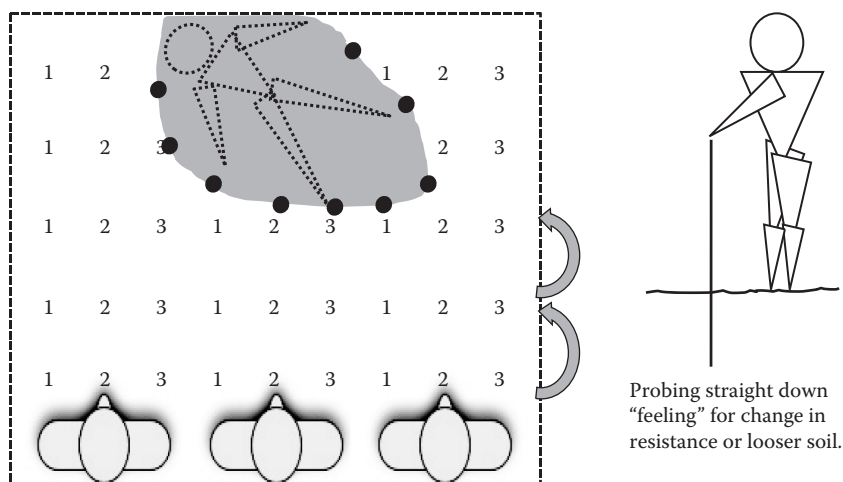 1 2 1 2 3
1 2 3 2 3
1 2 3 1 2 3 1 2 3
1 2 3 1 2 3 1 2 3
1 2 3 1 2 3 1 2 3
Probing straight down
“feeling” for change in
resistance or looser soil.